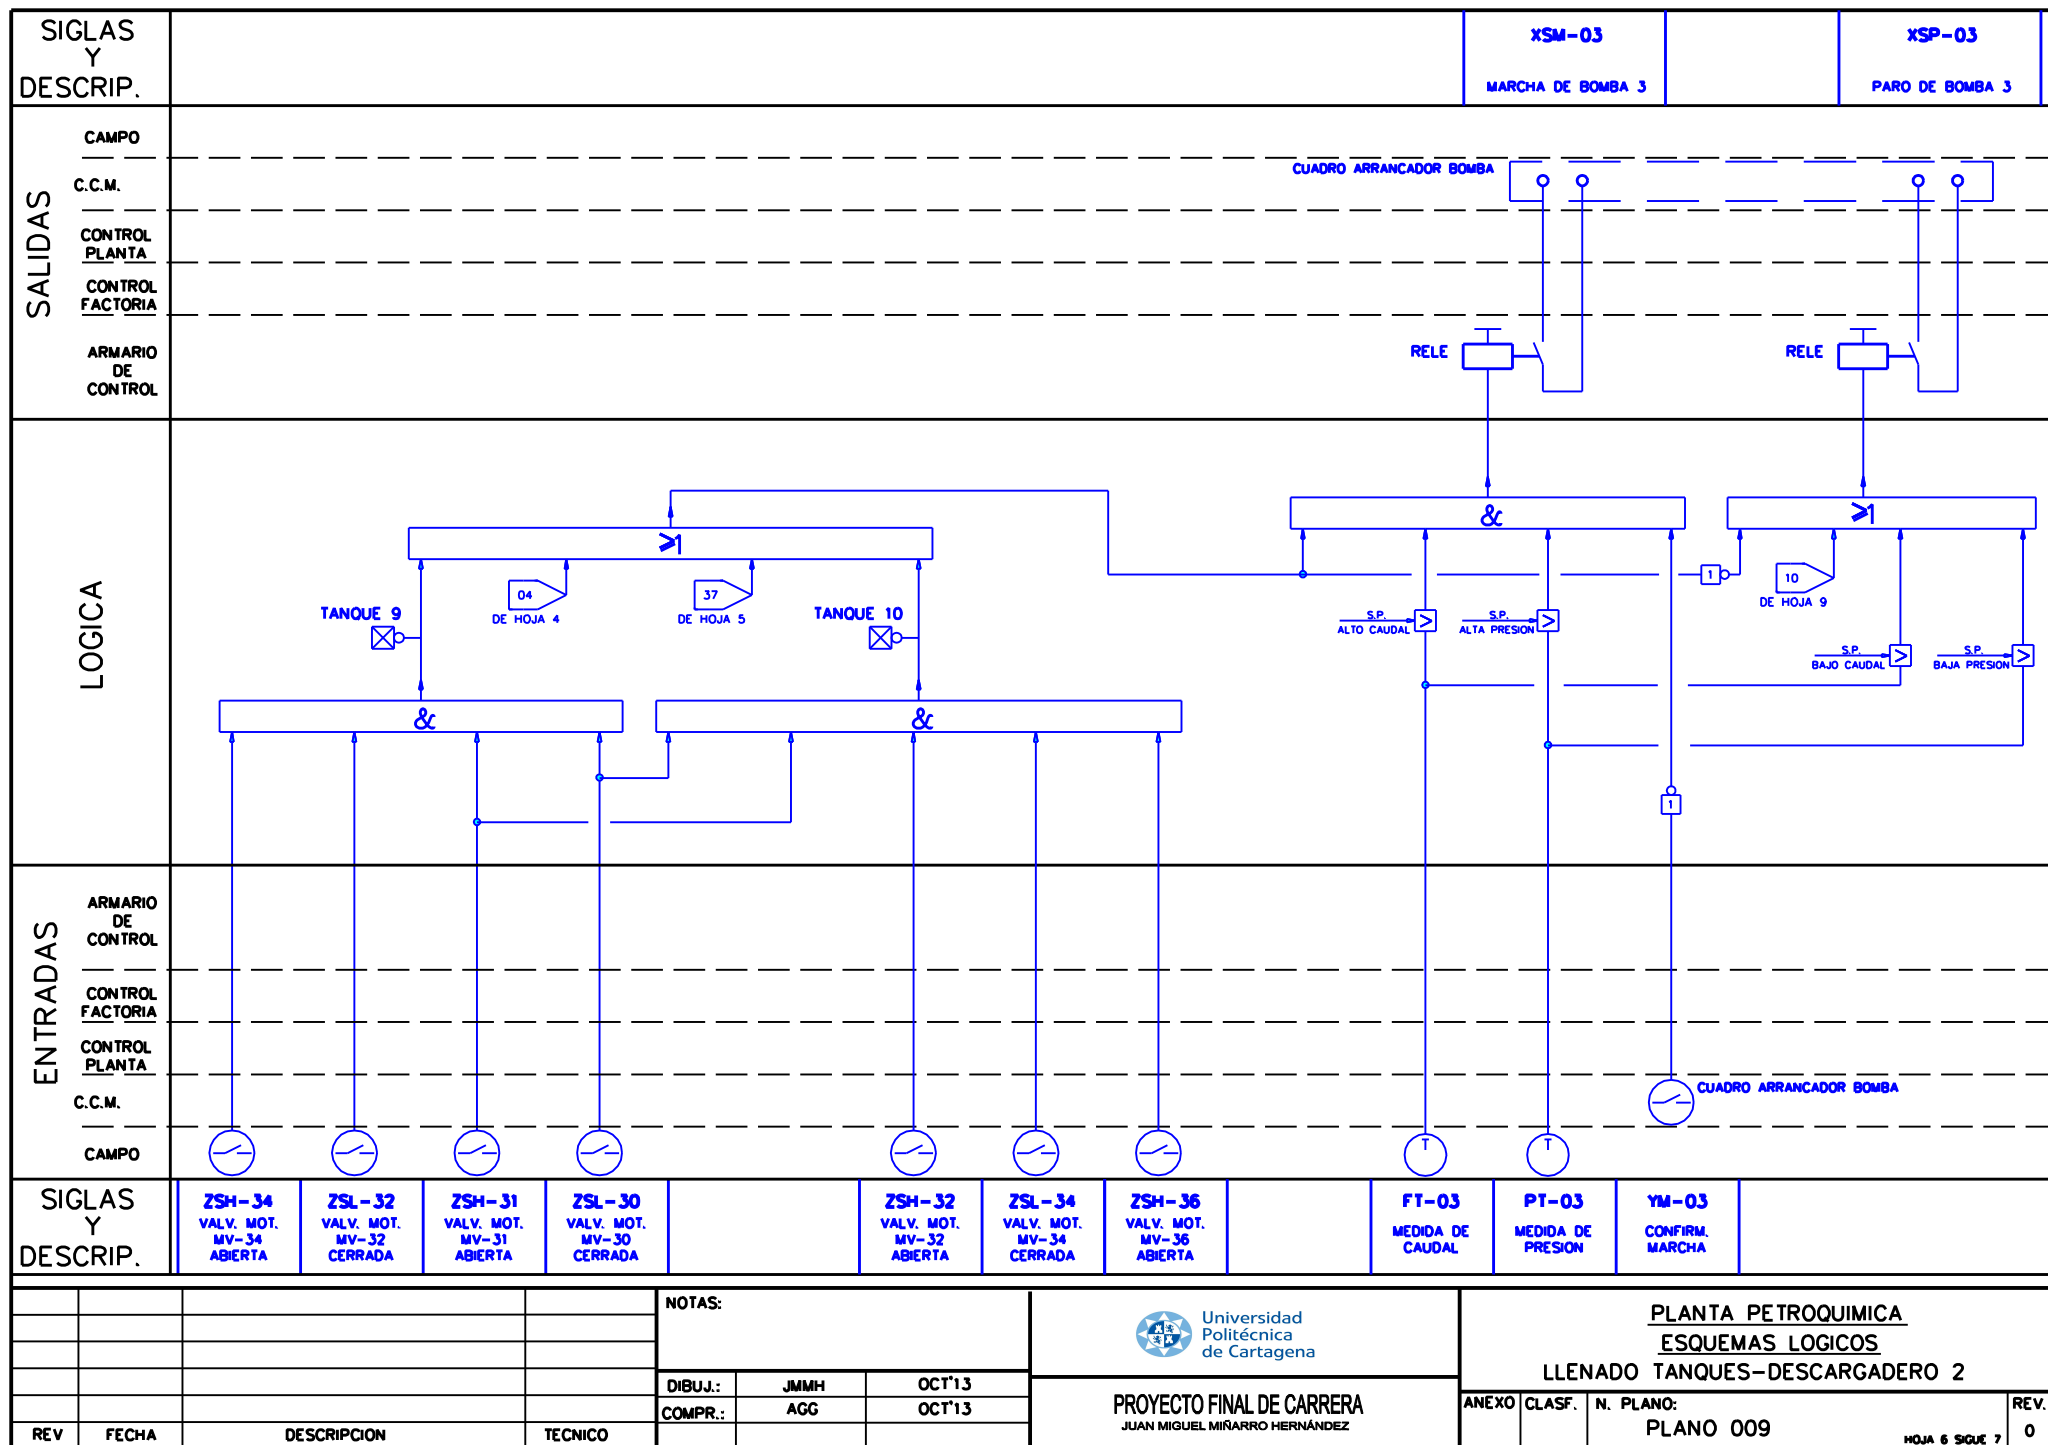 SIGLAS
Y
DESCRIP.
XSM-03
MARCHA DE BOMBA 3
XSP-03
PARO DE BOMBA 3
SALIDAS
CAMPO
C.C.M.
CONTROL
PLANTA
CONTROL
FACTORIA
ARMARIO
DE
CONTROL
CUADRO ARRANCADOR BOMBA
RELE
RELE
LOGICA
≥1
&
≥1
04
DE HOJA 4
37
DE HOJA 5
TANQUE 9
TANQUE 10
1
10
DE HOJA 9
S.P.
ALTO CAUDAL
>
S.P.
ALTA PRESION
>
S.P.
BAJO CAUDAL
>
S.P.
BAJA PRESION
>
&
&
1
ENTRADAS
ARMARIO
DE
CONTROL
CONTROL
FACTORIA
CONTROL
PLANTA
C.C.M.
CAMPO
CUADRO ARRANCADOR BOMBA
T
T
SIGLAS
Y
DESCRIP.
ZSH-34
VALV. MOT.
MV-34
ABIERTA
ZSL-32
VALV. MOT.
MV-32
CERRADA
ZSH-31
VALV. MOT.
MV-31
ABIERTA
ZSL-30
VALV. MOT.
MV-30
CERRADA
ZSH-32
VALV. MOT.
MV-32
ABIERTA
ZSL-34
VALV. MOT.
MV-34
CERRADA
ZSH-36
VALV. MOT.
MV-36
ABIERTA
FT-03
MEDIDA DE
CAUDAL
PT-03
MEDIDA DE
PRESION
YM-03
CONFIRM.
MARCHA
REV FECHA DESCRIPCION TECNICO
NOTAS:
DIBUJ.: JMMH OCT'13
COMPR.: AGG OCT'13
Universidad
Politécnica
de Cartagena
PROYECTO FINAL DE CARRERA
JUAN MIGUEL MIÑARRO HERNÁNDEZ
PLANTA PETROQUIMICA
ESQUEMAS LOGICOS
LLENADO TANQUES-DESCARGADERO 2
ANEXO CLASF. N. PLANO: REV.
PLANO 009
HOJA 6 SIGUE 7
0